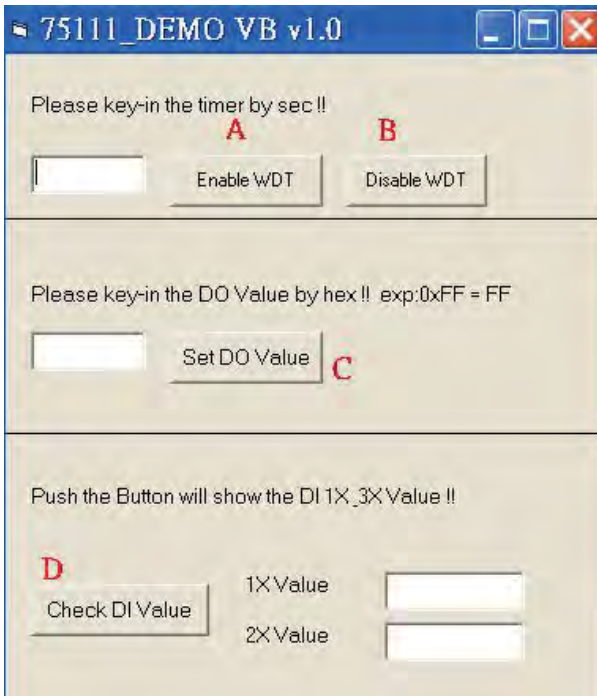 75111_DEMO VB v1.0
Please key-in the timer by sec !!
A B
Enable WDT Disable WDT
Please key-in the DO Value by hex !! exp:0xFF = FF
Set DO Value C
Push the Button will show the DI 1X_3X Value !!
D
Check DI Value
1X Value
2X Value